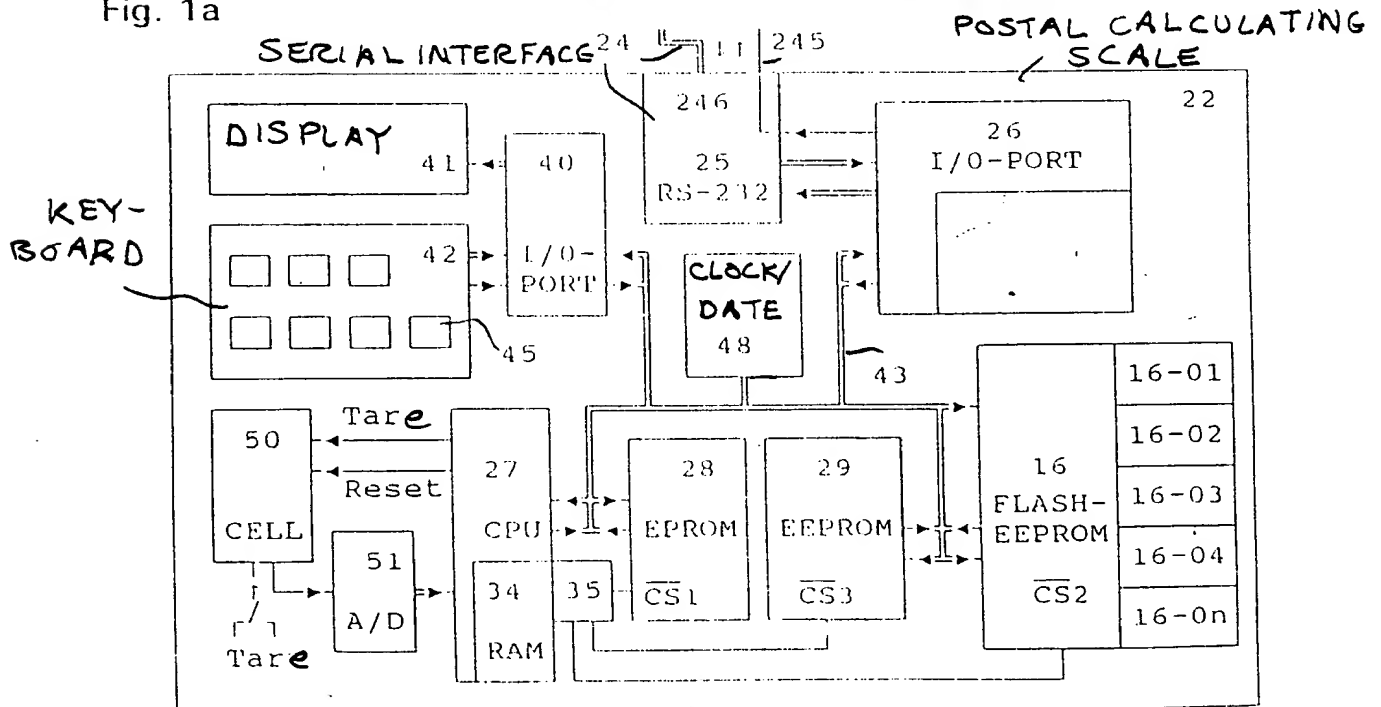 Fig. 1a
POSTAL CALCULATING
SCALE
SERIAL INTERFACE
24
11
245
22
DISPLAY
41
40
I/O-
PORT
246
25
RS-232
26
I/O-PORT
KEY-
BOARD
42
45
CLOCK/
DATE
48
43
50
CELL
Tare
Reset
27
CPU
28
EPROM
CS1
29
EEPROM
CS3
16
FLASH-
EEPROM
CS2
16-01
16-02
16-03
16-04
16-0n
51
A/D
34
RAM
35
Tare